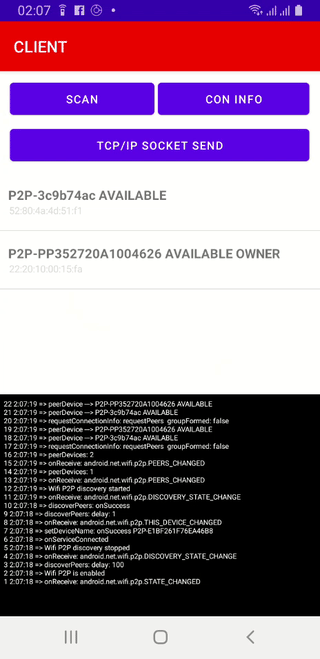 02:07
CLIENT
SCAN
CON INFO
TCP/IP SOCKET SEND
P2P-3c9b74ac AVAILABLE
52:80:4a:4d:51:f1
P2P-PP352720A1004626 AVAILABLE OWNER
22:20:10:00:15:fa
22 2:07:19 => peerDevice --> P2P-PP352720A1004626 AVAILABLE
21 2:07:19 => peerDevice --> P2P-3c9b74ac AVAILABLE
20 2:07:19 => requestConnectionInfo: requestPeers groupFormed: false
19 2:07:19 => peerDevice --> P2P-PP352720A1004626 AVAILABLE
18 2:07:19 => peerDevice --> P2P-3c9b74ac AVAILABLE
17 2:07:19 => requestConnectionInfo: requestPeers groupFormed: false
16 2:07:19 => peerDevices: 2
15 2:07:19 => onReceive: android.net.wifi.p2p.PEERS_CHANGED
14 2:07:19 => peerDevices: 1
13 2:07:19 => onReceive: android.net.wifi.p2p.PEERS_CHANGED
12 2:07:19 => Wifi P2P discovery started
11 2:07:19 => onReceive: android.net.wifi.p2p.DISCOVERY_STATE_CHANGE
10 2:07:18 => discoverPeers: onSuccess
9 2:07:18 => discoverPeers: delay: 1
8 2:07:18 => onReceive: android.net.wifi.p2p.THIS_DEVICE_CHANGED
7 2:07:18 => setDeviceName: onSuccess P2P-E1BF261F76EA46B8
6 2:07:18 => onServiceConnected
5 2:07:18 => Wifi P2P discovery stopped
4 2:07:18 => onReceive: android.net.wifi.p2p.DISCOVERY_STATE_CHANGE
3 2:07:18 => discoverPeers: delay: 100
2 2:07:18 => Wifi P2P is enabled
1 2:07:18 => onReceive: android.net.wifi.p2p.STATE_CHANGED